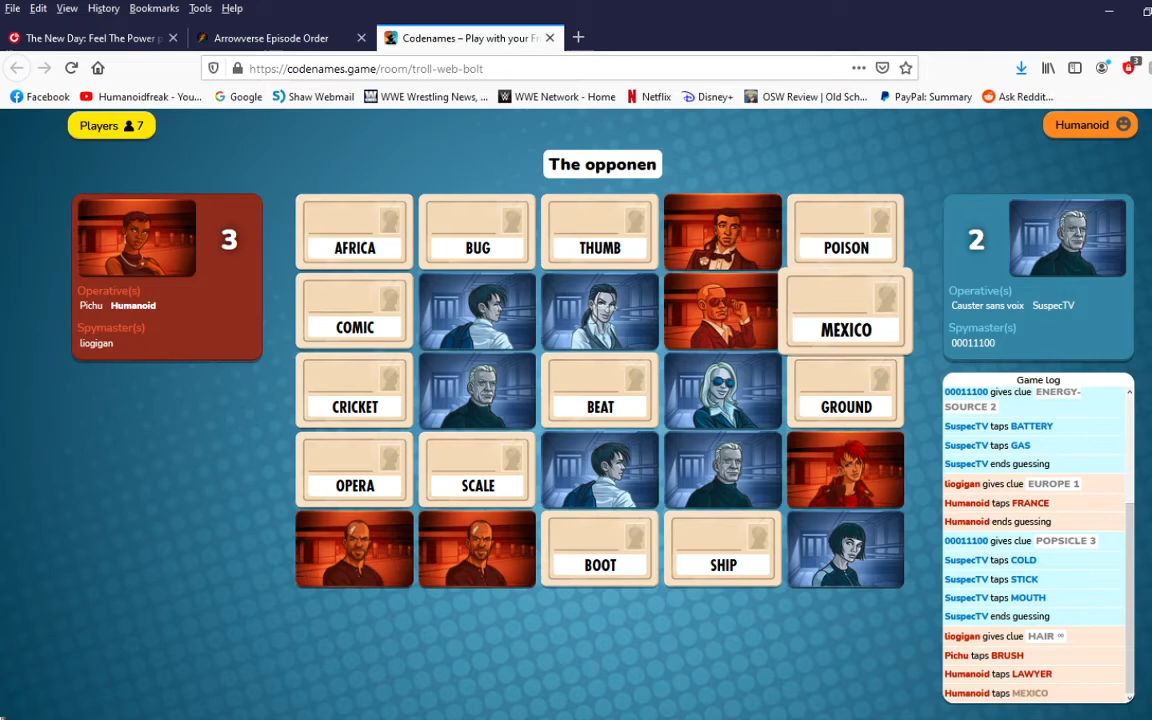 File Edit View History Bookmarks Tools Help
The New Day: Feel The Power p
Arrowverse Episode Order
Codenames – Play with your Fr
https://codenames.game/room/troll-web-bolt
3
Facebook
Humanoidfreak - You...
Google
Shaw Webmail
WWE Wrestling News, ...
WWE Network - Home
Netflix
Disney+
OSW Review | Old Sch...
PayPal: Summary
Ask Reddit...
Players 7
Humanoid
The opponen
3
Operative(s)
Pichu Humanoid
Spymaster(s)
liogigan
AFRICA
BUG
THUMB
POISON
COMIC
MEXICO
CRICKET
BEAT
GROUND
OPERA
SCALE
BOOT
SHIP
2
Operative(s)
Causter sans voix SuspecTV
Spymaster(s)
00011100
Game log
00011100 gives clue ENERGY-
SOURCE 2
SuspecTV taps BATTERY
SuspecTV taps GAS
SuspecTV ends guessing
liogigan gives clue EUROPE 1
Humanoid taps FRANCE
Humanoid ends guessing
00011100 gives clue POPSICLE 3
SuspecTV taps COLD
SuspecTV taps STICK
SuspecTV taps MOUTH
SuspecTV ends guessing
liogigan gives clue HAIR ∞
Pichu taps BRUSH
Humanoid taps LAWYER
Humanoid taps MEXICO